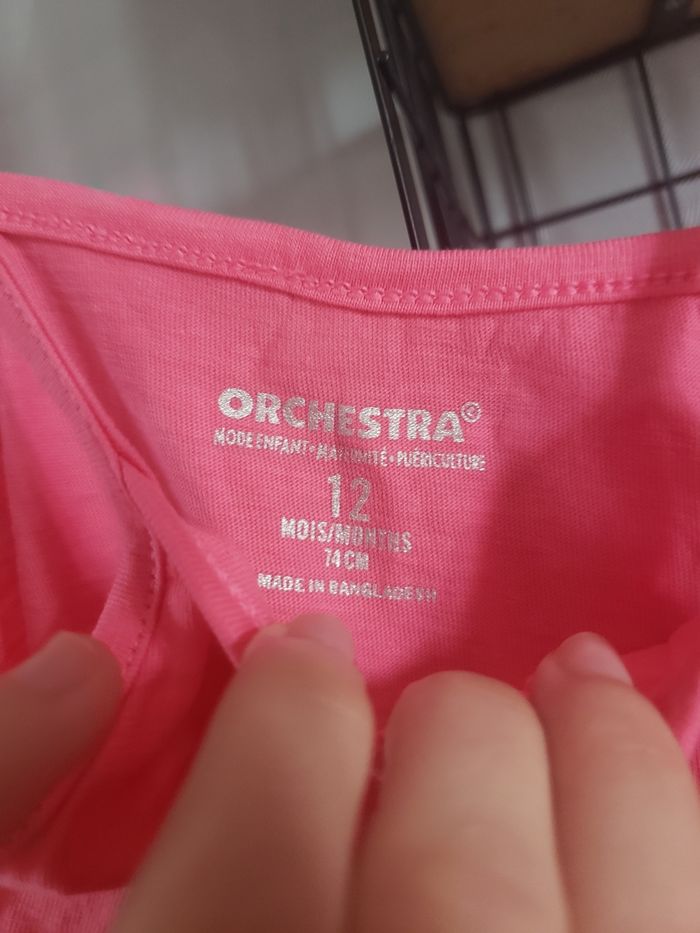 ORCHESTRA©
MODE ENFANT • MATERNITÉ • PUÉRICULTURE
12
MOIS/MONTHS
74 CM
MADE IN BANGLADESH